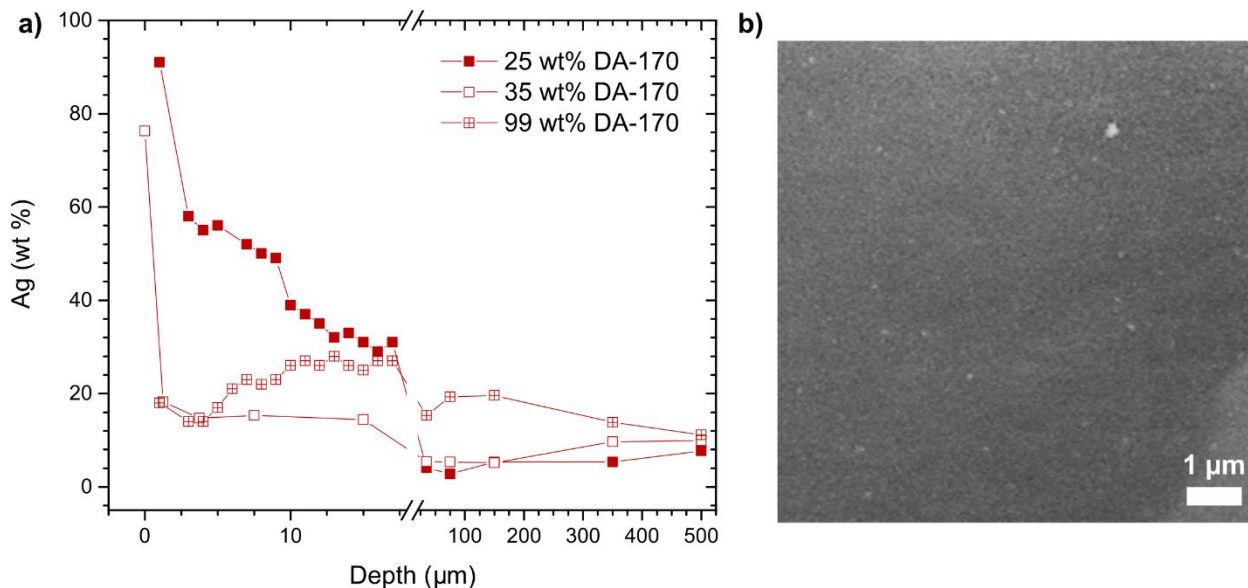 a)
100
80
60
40
20
0
Ag (wt %)
25 wt% DA-170
35 wt% DA-170
99 wt% DA-170
0 10 100 200 300 400 500
Depth (µm)
b)
1 µm